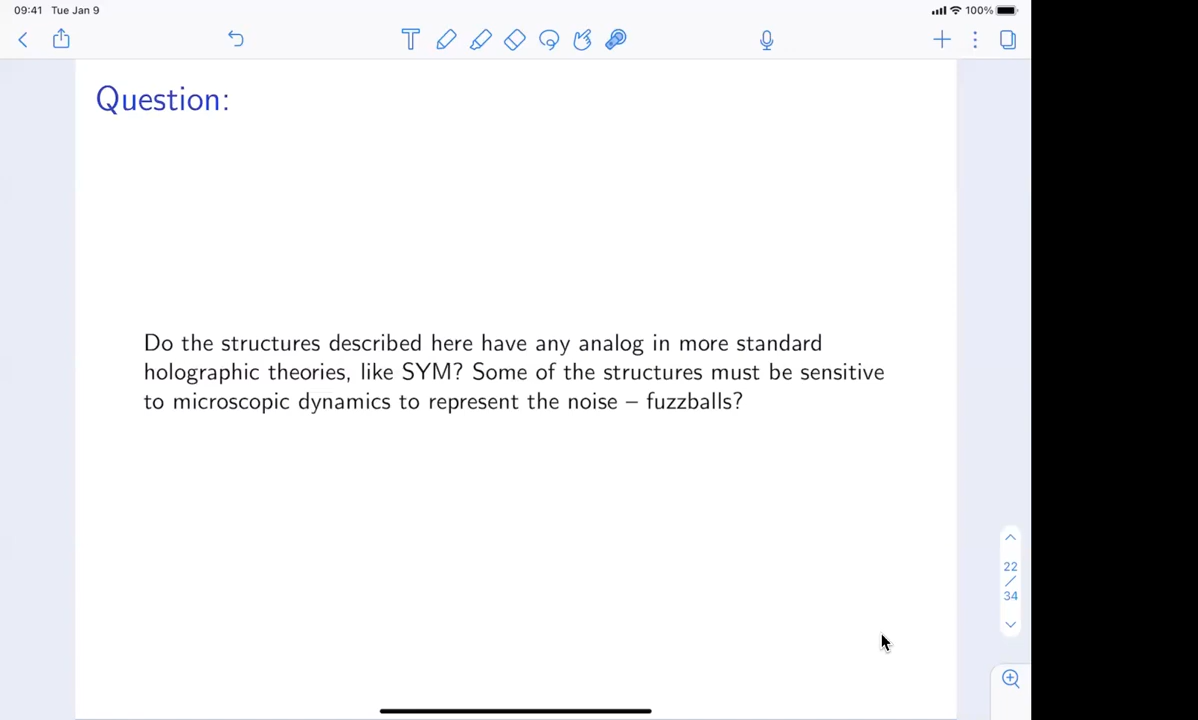 09:41 Tue Jan 9
100%
Question:
Do the structures described here have any analog in more standard
holographic theories, like SYM? Some of the structures must be sensitive
to microscopic dynamics to represent the noise – fuzzballs?
22
/
34